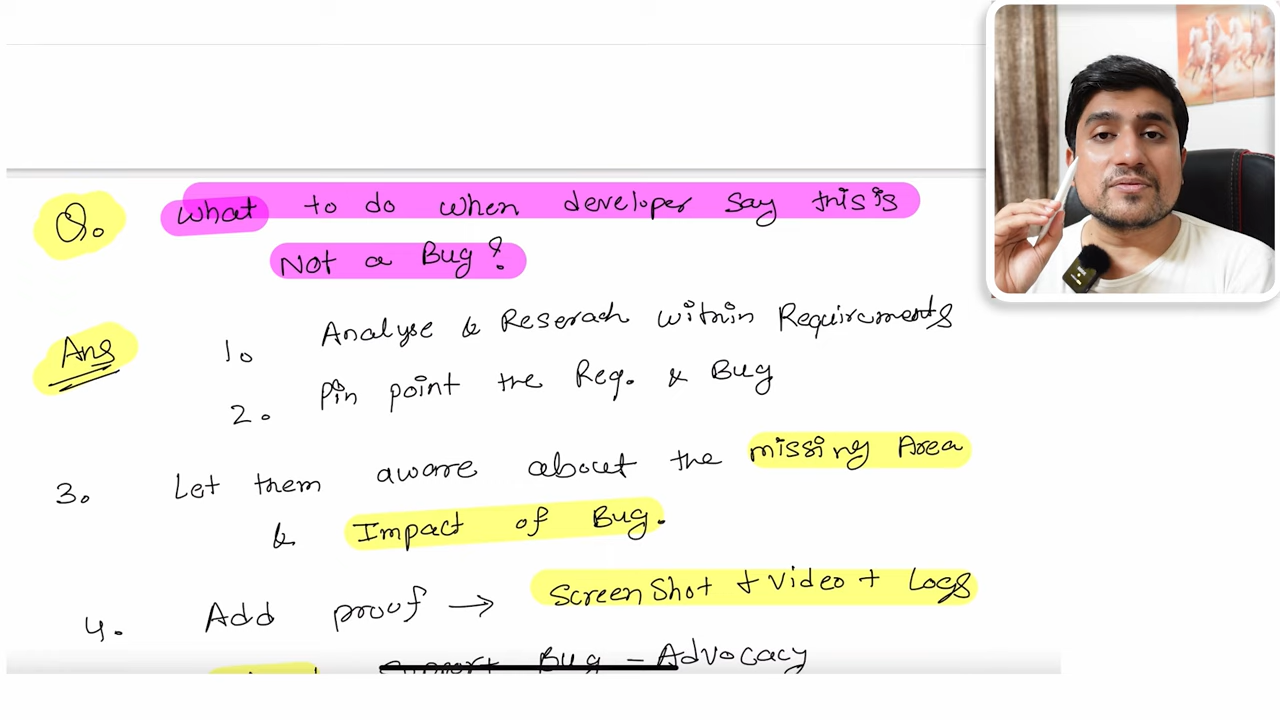 Q. What to do when developer say this is
Not a Bug?
Ans 1. Analyse & Reserach within Requirements
2. Pin point the Req. & Bug
3. Let them aware about the missing Area
& Impact of Bug.
4. Add proof → ScreenShot + Video + Logs
Bug - Advocacy